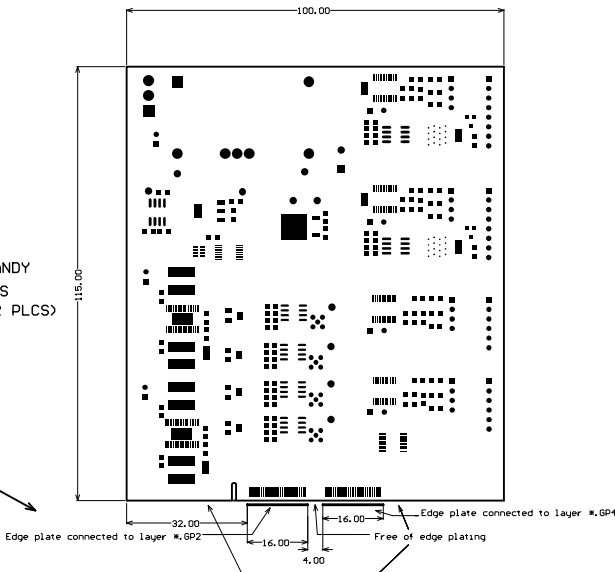 100.00
115.00
S
PLCS)
32.00
16.00
Edge plate connected to layer *.GP4
Edge plate connected to layer *.GP2
Free of edge plating
16.00
4.00